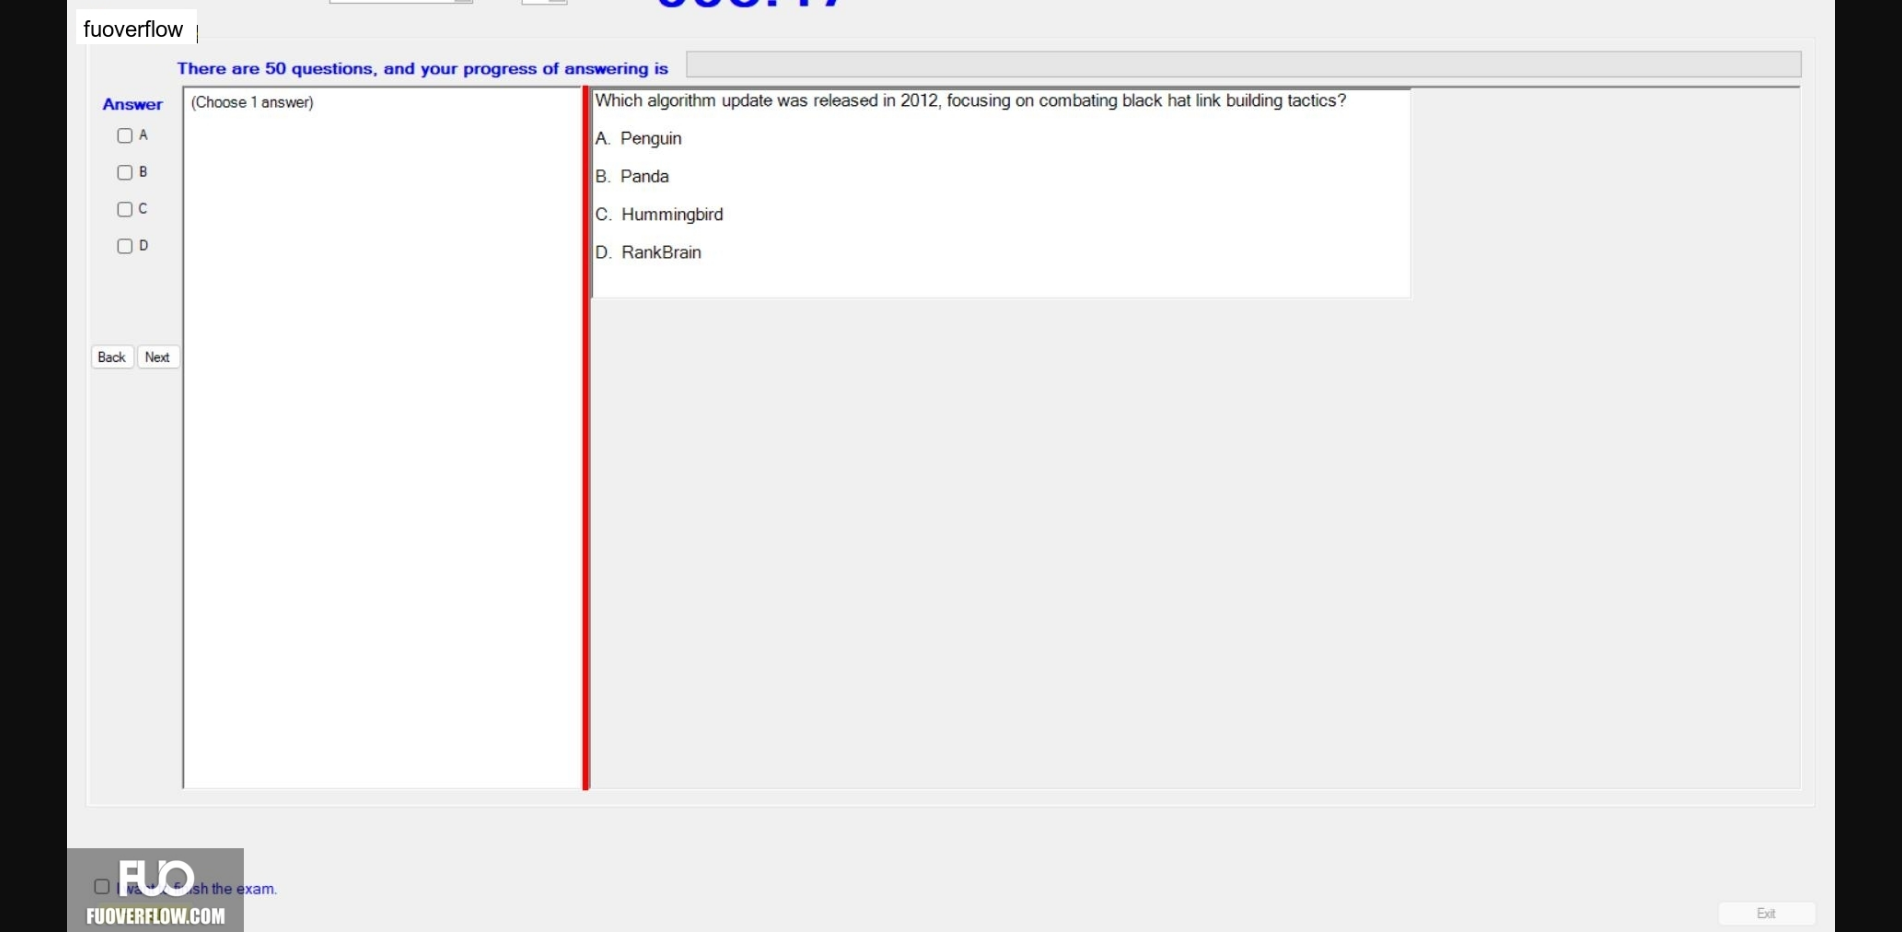 fuoverflow
There are 50 questions, and your progress of answering is
Answer
(Choose 1 answer)
A
B
C
D
Back Next
Which algorithm update was released in 2012, focusing on combating black hat link building tactics?
A. Penguin
B. Panda
C. Hummingbird
D. RankBrain
FUO
the exam.
FUOVERFLOW.COM
Exit